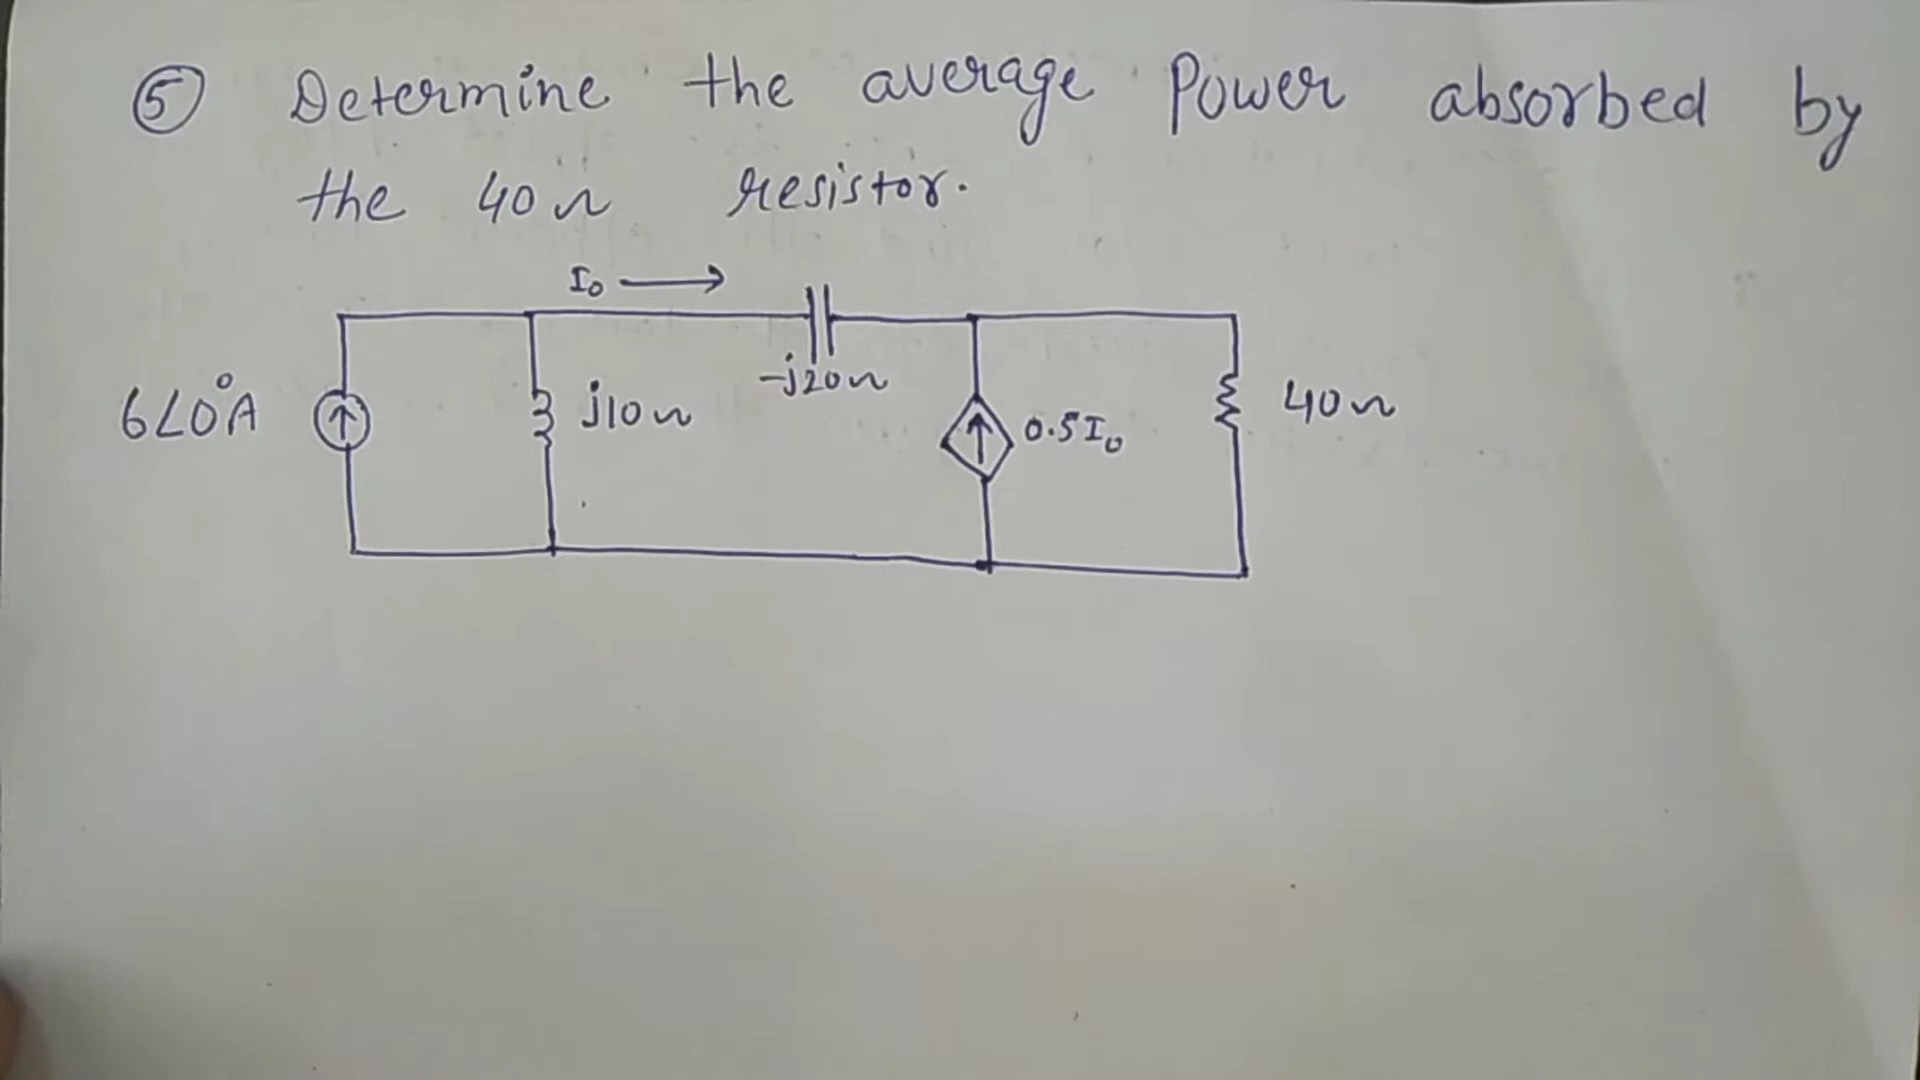 ⑤ Determine the average Power absorbed by
the 40Ω resistor.
I₀ →
-j20Ω
6∠0°A
j10Ω
0.5I₀
40Ω